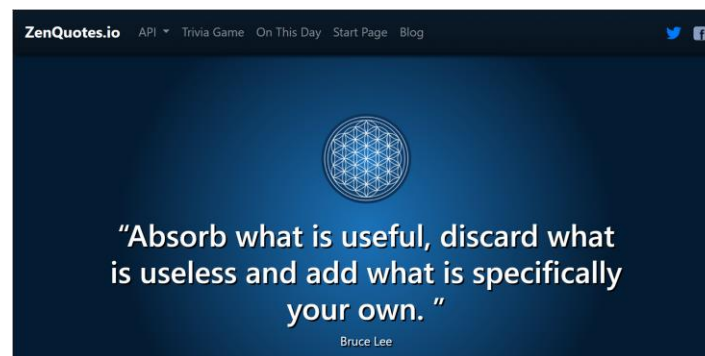 ZenQuotes.io API Trivia Game On This Day Start Page Blog
“Absorb what is useful, discard what
is useless and add what is specifically
your own. ”
Bruce Lee